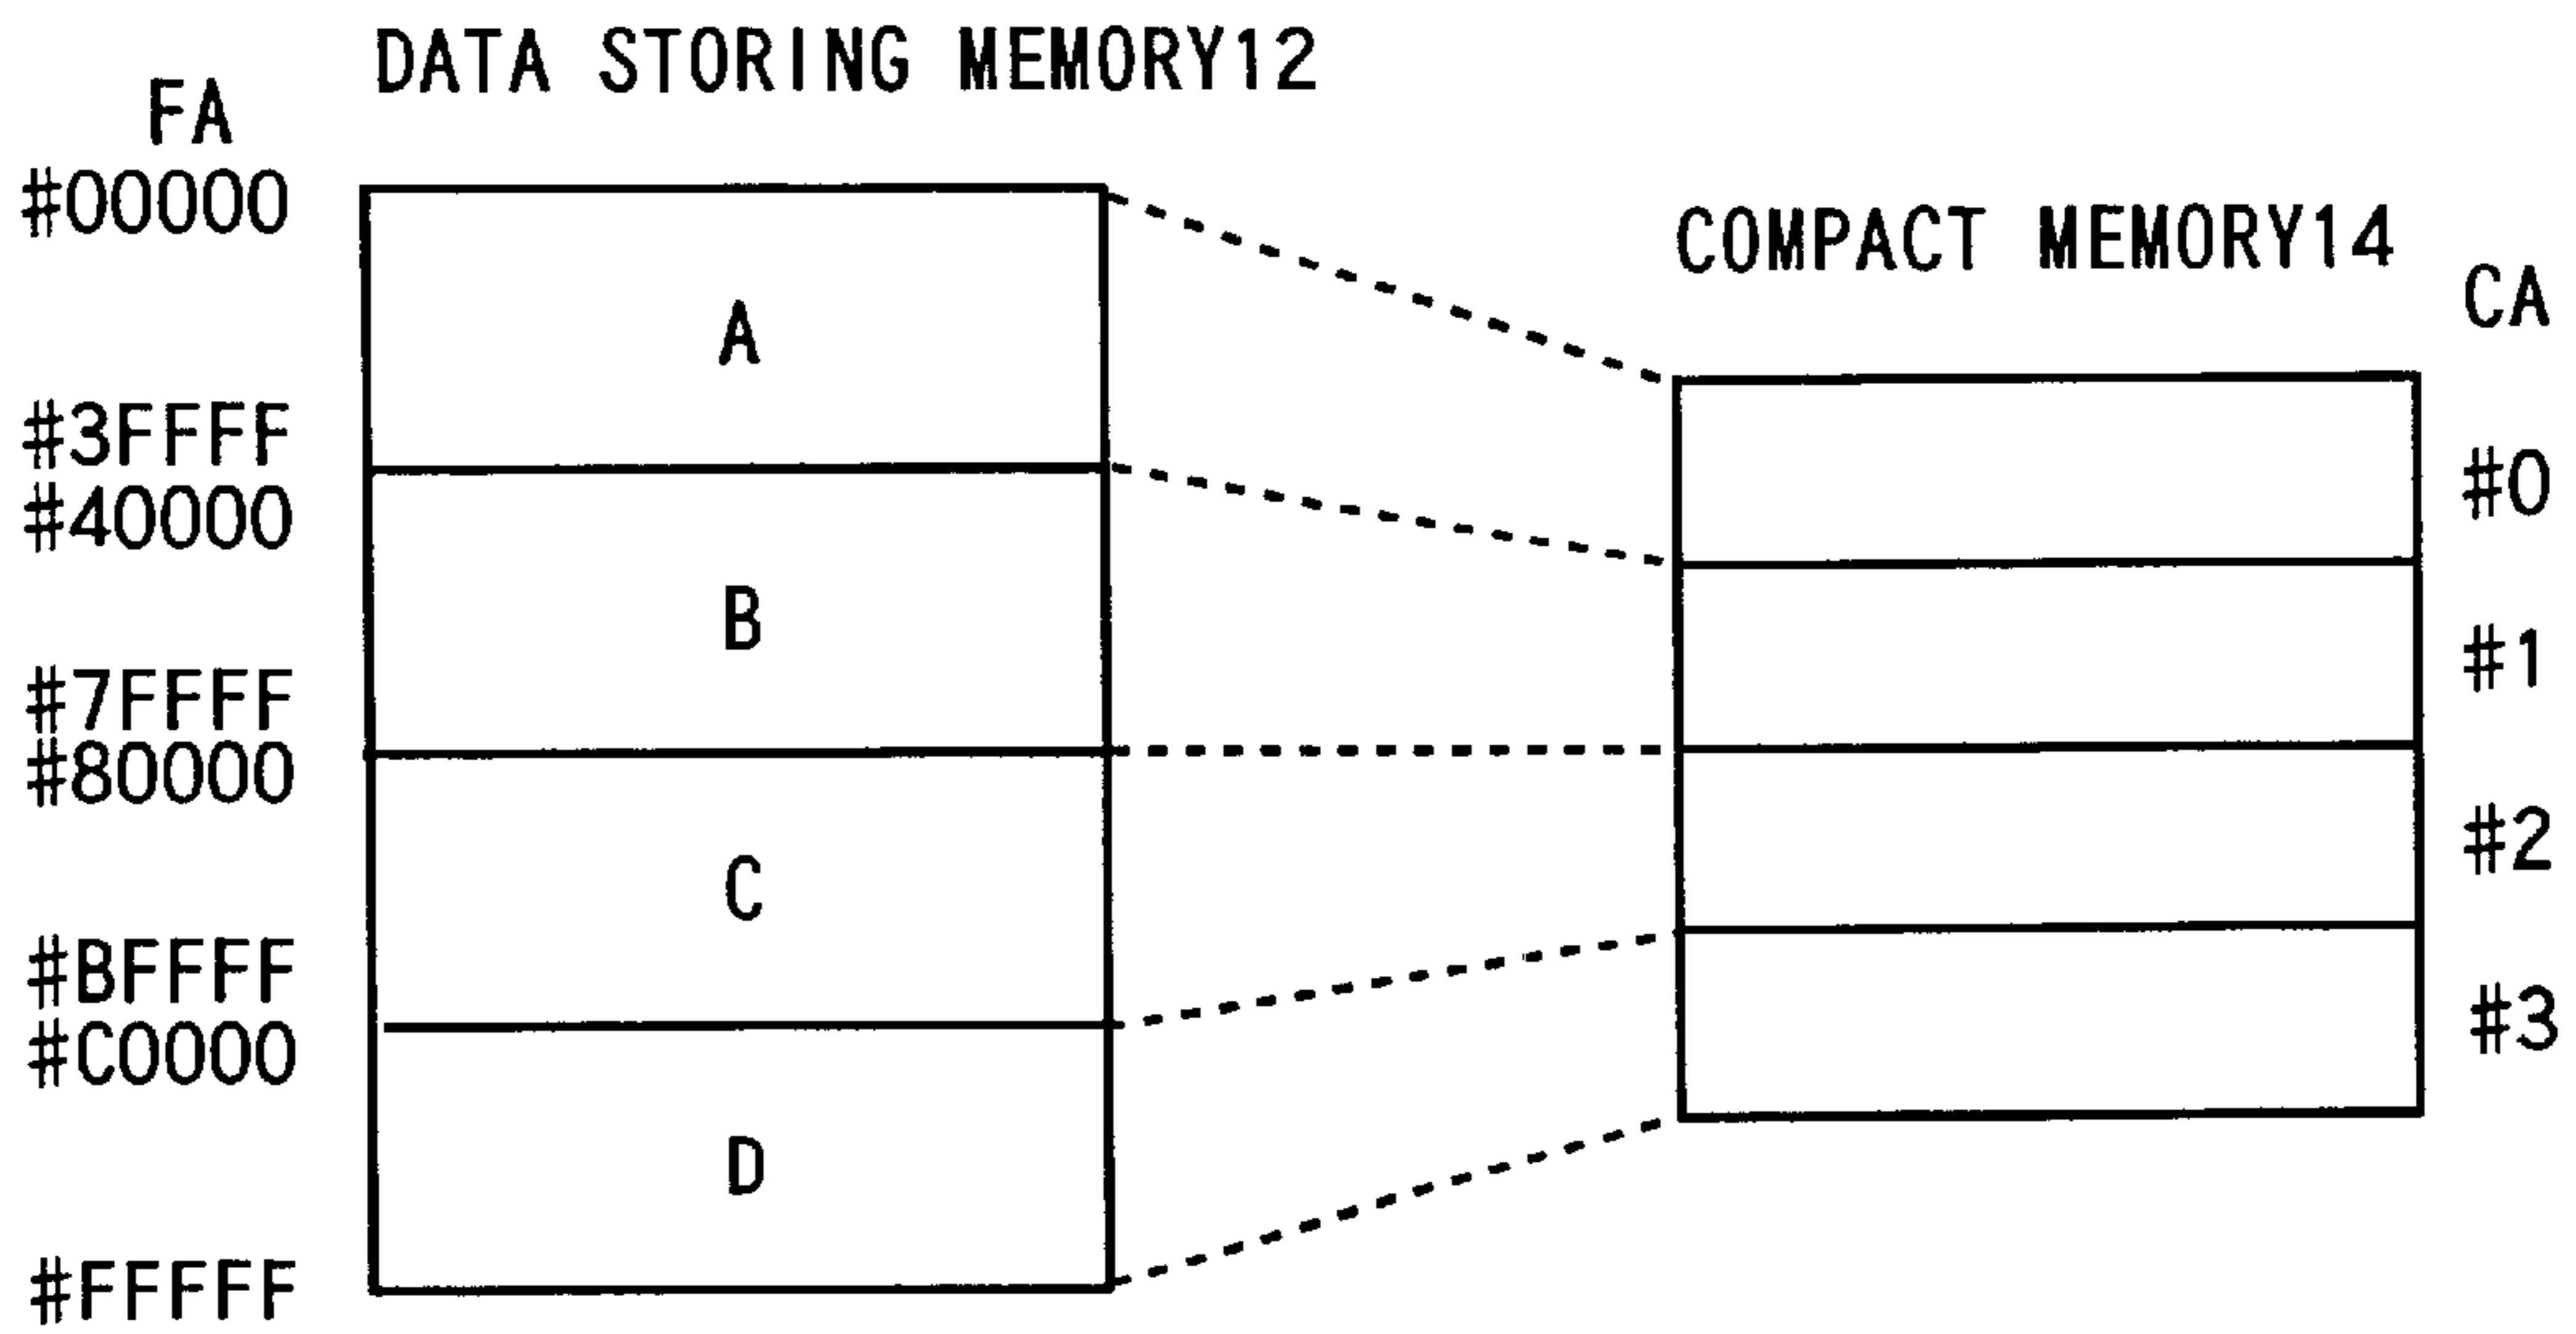 DATA STORING MEMORY12
FA
#00000
A
#3FFFF
#40000
B
#7FFFF
#80000
C
#BFFFF
#C0000
D
#FFFFF
COMPACT MEMORY14
CA
#0
#1
#2
#3